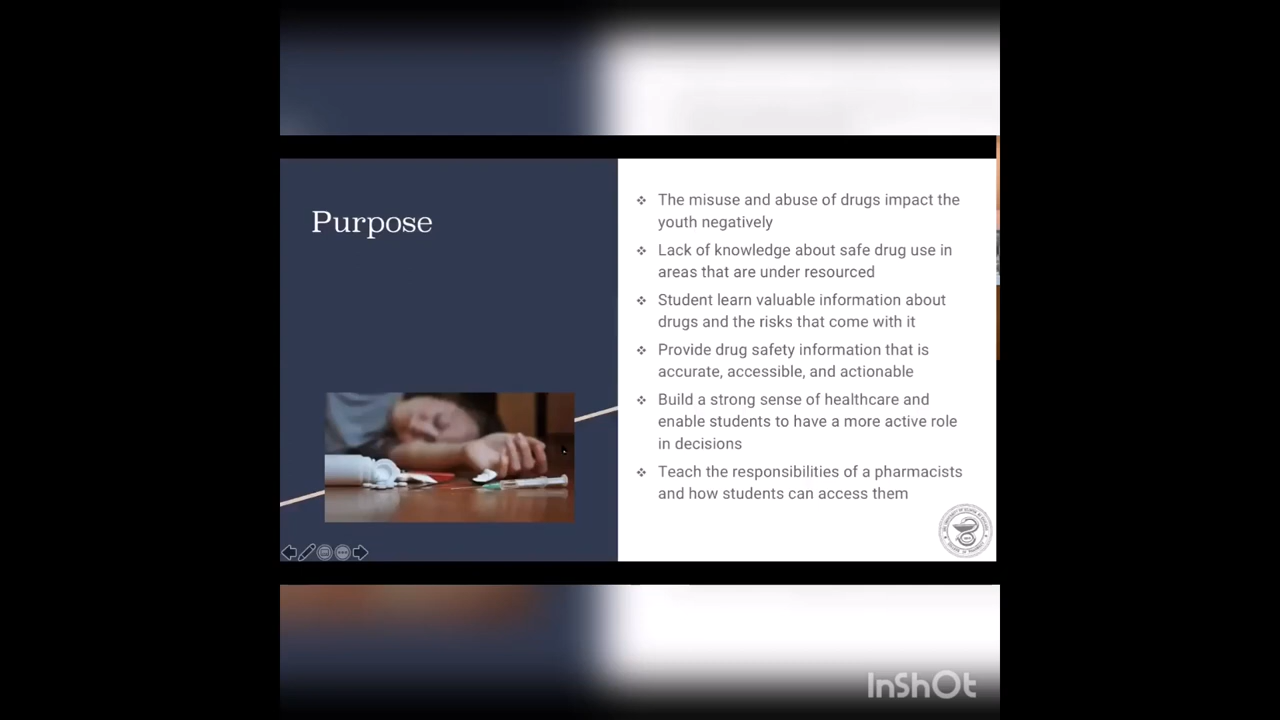 Purpose
❖ The misuse and abuse of drugs impact the
youth negatively
❖ Lack of knowledge about safe drug use in
areas that are under resourced
❖ Student learn valuable information about
drugs and the risks that come with it
❖ Provide drug safety information that is
accurate, accessible, and actionable
❖ Build a strong sense of healthcare and
enable students to have a more active role
in decisions
❖ Teach the responsibilities of a pharmacists
and how students can access them
InShOt